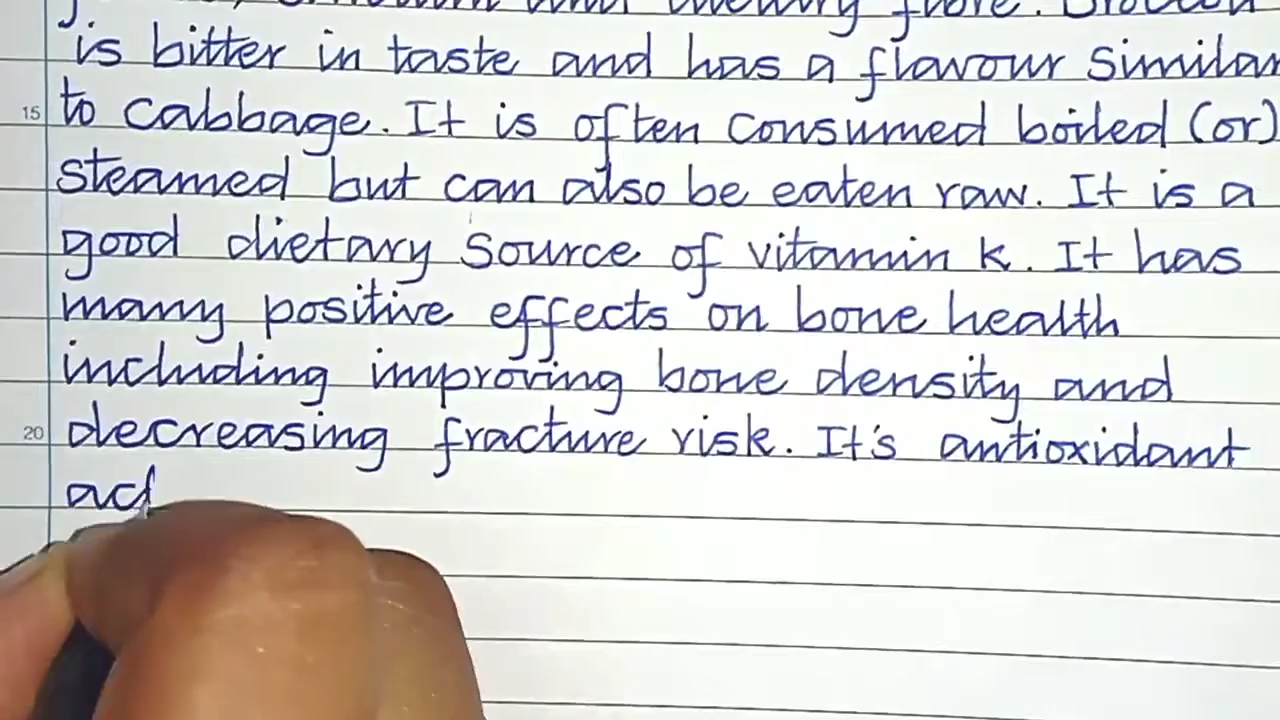 is bitter in taste and has a flavour similar
15 to cabbage. It is often consumed boiled (or)
steamed but can also be eaten raw. It is a
good dietary source of vitamin k. It has
many positive effects on bone health
including improving bone density and
20 decreasing fracture risk. It's antioxidant